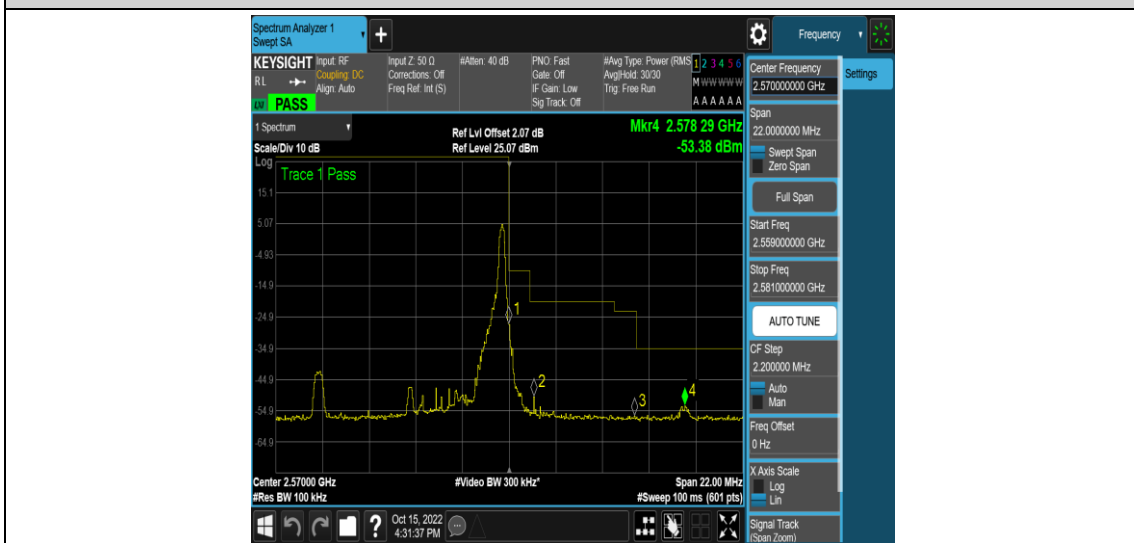 Spectrum Analyzer 1
Swept SA
+
Frequency
KEYSIGHT
Input: RF
Coupling: DC
Align: Auto
Input Z: 50 Ω
Corrections: Off
Freq Ref: Int (S)
#Atten: 40 dB
PNO: Fast
Gate: Off
IF Gain: Low
Sig Track: Off
#Avg Type: Power (RMS
Avg|Hold: 30/30
Trig: Free Run
1 2 3 4 5 6
M W W W W W
A A A A A A
RL
LV PASS
1 Spectrum
Ref Lvl Offset 2.07 dB
Mkr4 2.578 29 GHz
Scale/Div 10 dB
Ref Level 25.07 dBm
-53.38 dBm
Log
Trace 1 Pass
15.1
5.07
-4.93
-14.9
-24.9
-34.9
-44.9
-54.9
-64.9
1
2
3
4
Center 2.57000 GHz
#Video BW 300 kHz*
Span 22.00 MHz
#Res BW 100 kHz
#Sweep 100 ms (601 pts)
?
Oct 15, 2022
4:31:37 PM
Center Frequency
2.570000000 GHz
Settings
Span
22.0000000 MHz
Swept Span
Zero Span
Full Span
Start Freq
2.559000000 GHz
Stop Freq
2.581000000 GHz
AUTO TUNE
CF Step
2.200000 MHz
Auto
Man
Freq Offset
0 Hz
X Axis Scale
Log
Lin
Signal Track
(Span Zoom)